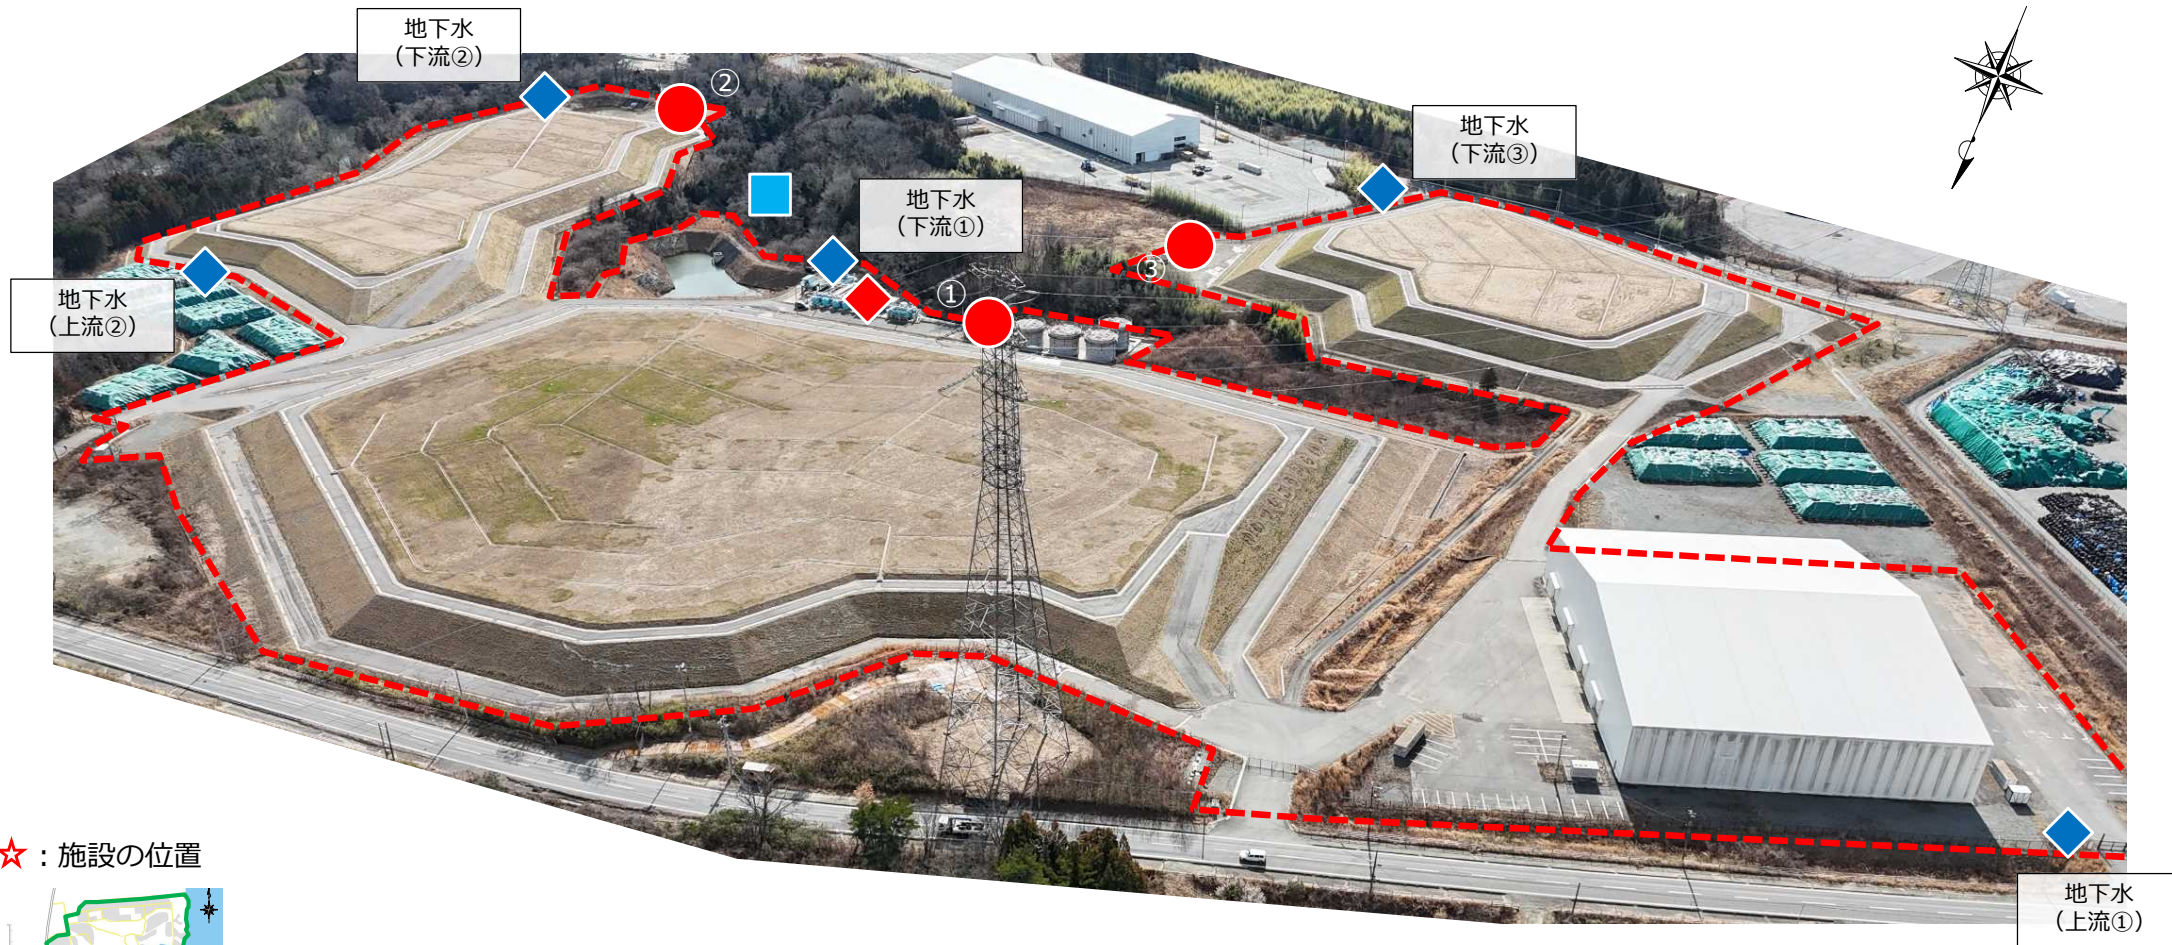 地下水
（下流②）
②
地下水
（下流③）
地下水
（下流①）
③
地下水
（上流②）
①
☆：施設の位置
地下水
（上流①）